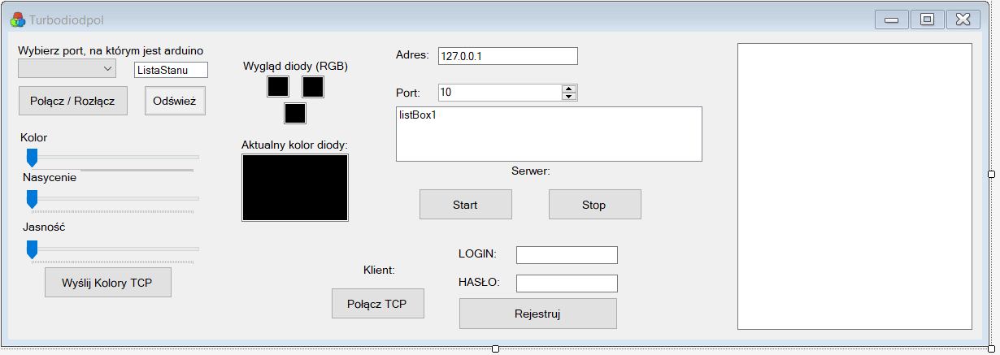 Turbodiodpol
Wybierz port, na którym jest arduino
ListaStanu
Połącz / Rozłącz
Odśwież
Kolor
Nasycenie
Jasność
Wyślij Kolory TCP
Wygląd diody (RGB)
Aktualny kolor diody:
Adres:
127.0.0.1
Port:
10
listBox1
Serwer:
Start
Stop
Klient:
Połącz TCP
LOGIN:
HASŁO:
Rejestruj